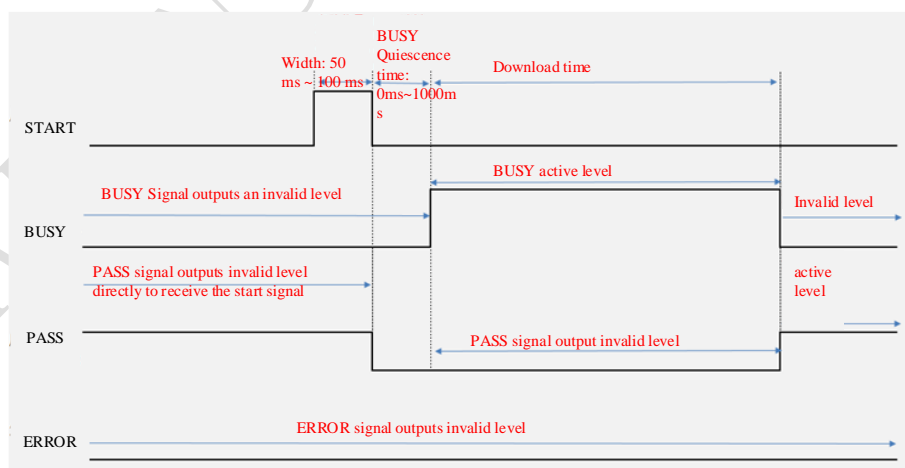 BUSY
Quiescence
time:
0ms~1000m
s
Width: 50
ms ~ 100 ms
Download time
START
BUSY active level
BUSY Signal outputs an invalid level
Invalid level
BUSY
PASS signal outputs invalid level
directly to receive the start signal
active
level
PASS
PASS signal output invalid level
ERROR signal outputs invalid level
ERROR